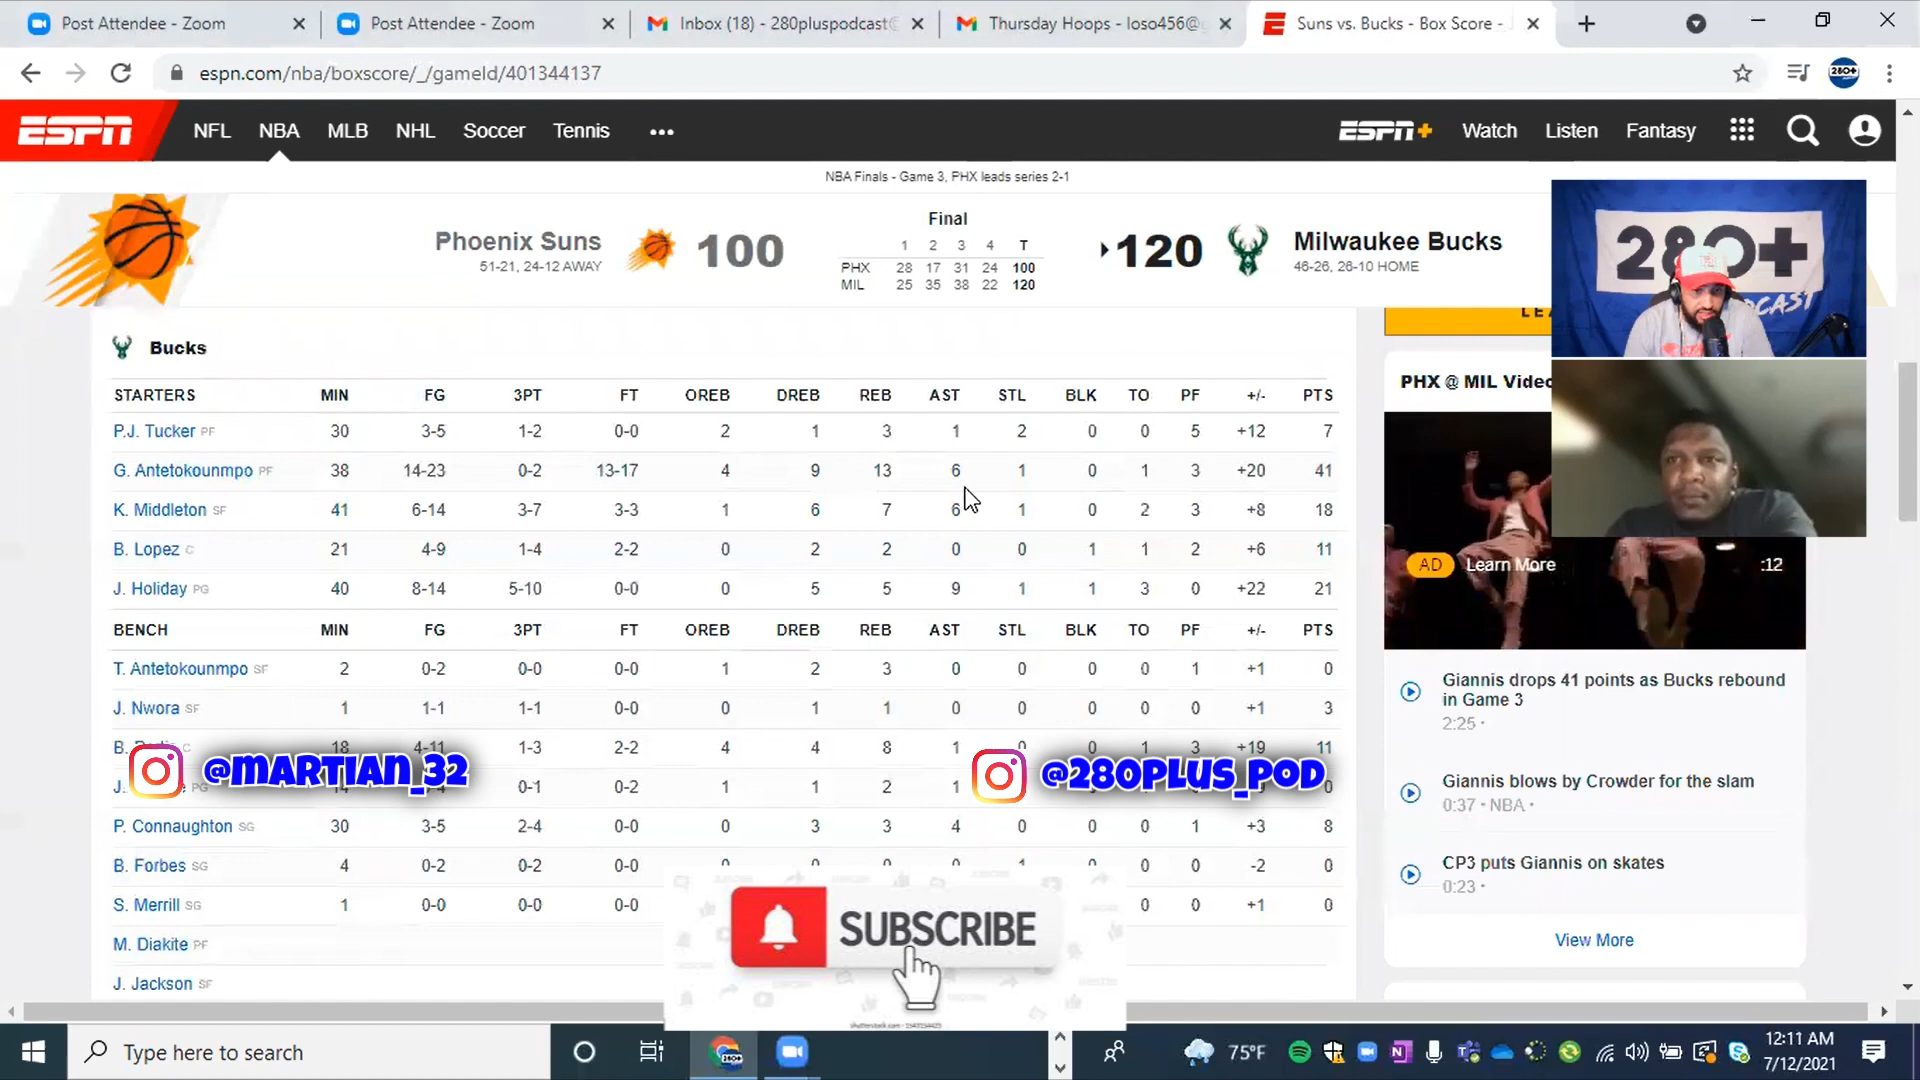 Post Attendee - Zoom
Post Attendee - Zoom
Inbox (18) - 280pluspodcast@
Thursday Hoops - loso456@
Suns vs. Bucks - Box Score -
espn.com/nba/boxscore/_/gameId/401344137
280+
ESPN NFL NBA MLB NHL Soccer Tennis
ESPN+ Watch Listen Fantasy
NBA Finals - Game 3, PHX leads series 2-1
Phoenix Suns
51-21, 24-12 AWAY
100
Final
1 2 3 4 T
PHX 28 17 31 24 100
MIL 25 35 38 22 120
120
Milwaukee Bucks
46-26, 26-10 HOME
280+
Bucks
STARTERS MIN FG 3PT FT OREB DREB REB AST STL BLK TO PF +/- PTS
P.J. Tucker PF 30 3-5 1-2 0-0 2 1 3 1 2 0 0 5 +12 7
G. Antetokounmpo PF 38 14-23 0-2 13-17 4 9 13 6 1 0 1 3 +20 41
K. Middleton SF 41 6-14 3-7 3-3 1 6 7 6 1 0 2 3 +8 18
B. Lopez C 21 4-9 1-4 2-2 0 2 2 0 0 1 1 2 +6 11
J. Holiday PG 40 8-14 5-10 0-0 0 5 5 9 1 1 3 0 +22 21
BENCH MIN FG 3PT FT OREB DREB REB AST STL BLK TO PF +/- PTS
T. Antetokounmpo SF 2 0-2 0-0 0-0 1 2 3 0 0 0 0 1 +1 0
J. Nwora SF 1 1-1 1-1 0-0 0 1 1 0 0 0 0 0 +1 3
B. C 18 4-11 1-3 2-2 4 4 8 1 0 0 1 3 +19 11
J. PG 0-1 0-2 1 1 2 1 0
P. Connaughton SG 30 3-5 2-4 0-0 0 3 3 4 0 0 0 1 +3 8
B. Forbes SG 4 0-2 0-2 0-0 0 0 0 0 1 0 0 0 -2 0
S. Merrill SG 1 0-0 0-0 0-0 0 0 +1 0
M. Diakite PF
J. Jackson SF
@MARTIAN_32
@280PLUS_POD
SUBSCRIBE
PHX @ MIL Video
AD Learn More :12
Giannis drops 41 points as Bucks rebound
in Game 3
2:25 •
Giannis blows by Crowder for the slam
0:37 • NBA •
CP3 puts Giannis on skates
0:23 •
View More
Type here to search
280+
75°F
12:11 AM
7/12/2021